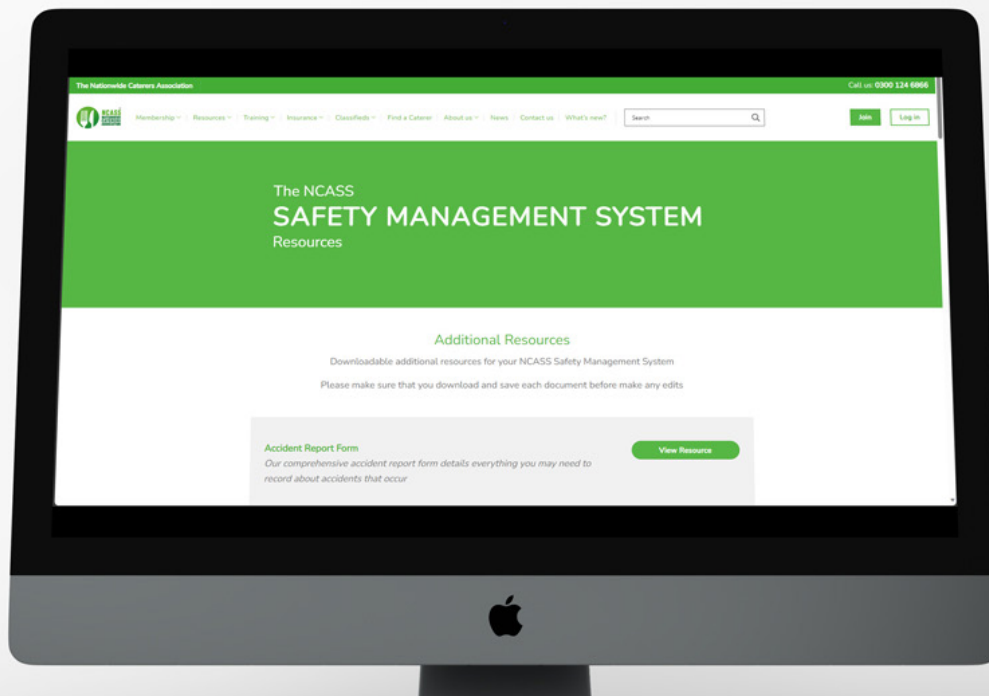 The Nationwide Caterers Association
Call us: 0300 124 6866
NCASS
Membership Resources Training Insurance Classifieds Find a Caterer About us News Contact us What's new?
Search
Join
Log in
The NCASS
SAFETY MANAGEMENT SYSTEM
Resources
Additional Resources
Downloadable additional resources for your NCASS Safety Management System
Please make sure that you download and save each document before make any edits
Accident Report Form
View Resource
Our comprehensive accident report form details everything you may need to
record about accidents that occur